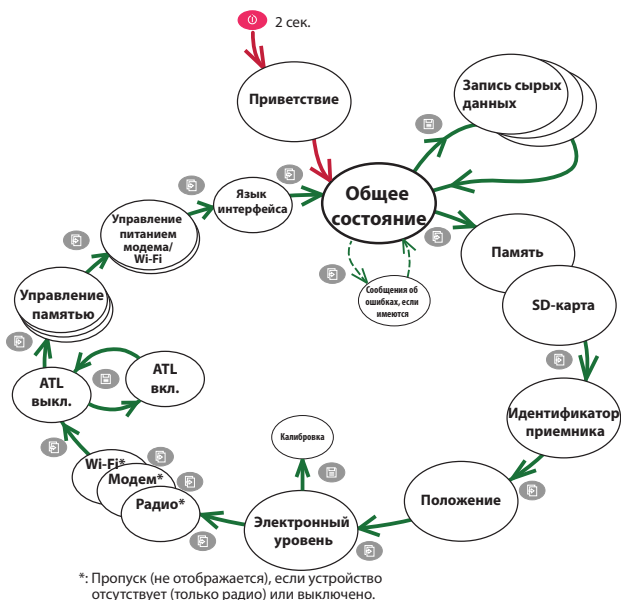 2 сек.
Приветствие
Запись сырых
данных
Язык
интерфейса
Общее
состояние
Управление
питанием
модема/
Wi-Fi
Память
Сообщения об
ошибках, если
имеются
SD-карта
Управление
памятью
ATL
выкл.
ATL
вкл.
Идентификатор
приемника
Калибровка
Wi-Fi*
Модем*
Радио*
Положение
Электронный
уровень
*: Пропуск (не отображается), если устройство
отсутствует (только радио) или выключено.